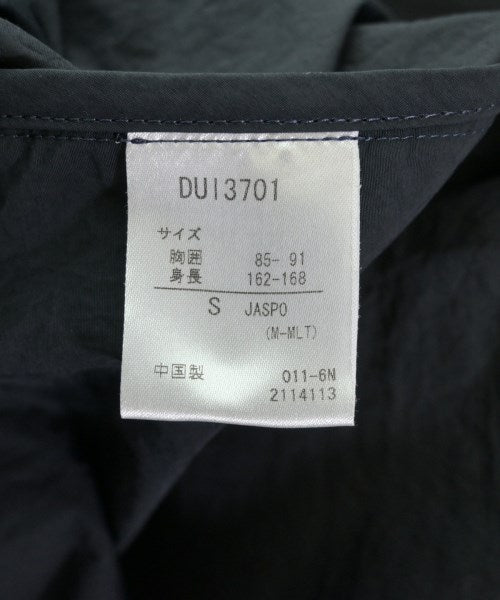 DUI3701
サイズ
胸囲 85- 91
身長 162-168
S JASPO
(M-MLT)
中国製 011-6N
2114113